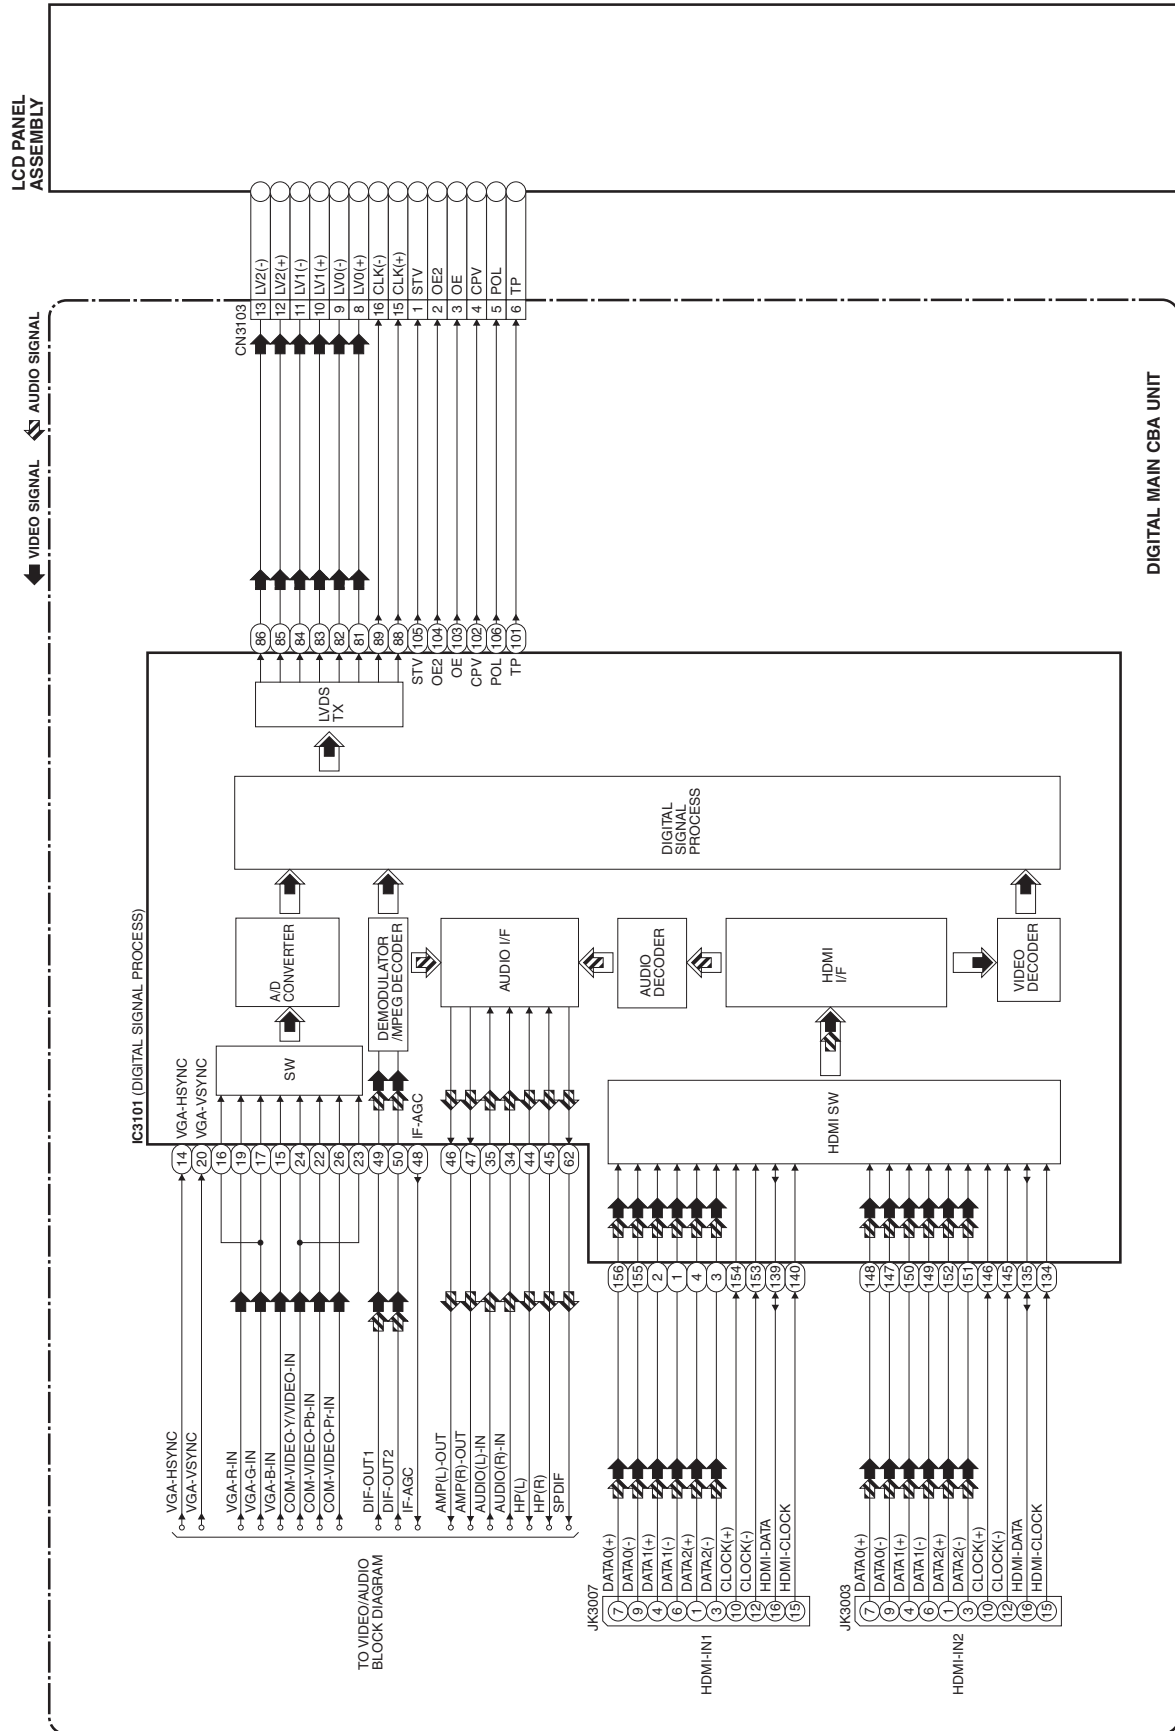 LCD PANEL
ASSEMBLY
VIDEO SIGNAL
AUDIO SIGNAL
CN3103
13 LV2(-)
12 LV2(+)
11 LV1(-)
10 LV1(+)
9 LV0(-)
8 LV0(+)
16 CLK(-)
15 CLK(+)
1 STV
2 OE2
3 OE
4 CPV
5 POL
6 TP
DIGITAL MAIN CBA UNIT
86
85
84
83
82
81
89
88
STV 105
OE2 104
OE 103
CPV 102
POL 106
TP 101
LVDS
TX
DIGITAL
SIGNAL
PROCESS
IC3101 (DIGITAL SIGNAL PROCESS)
A/D
CONVERTER
DEMODULATOR
/MPEG DECODER
AUDIO I/F
AUDIO
DECODER
HDMI
I/F
VIDEO
DECODER
SW
HDMI SW
VGA-HSYNC
VGA-VSYNC
IF-AGC
14
20
16
19
17
15
24
22
26
23
49
50
48
46
47
35
34
44
45
62
156
155
2
1
4
3
154
153
139
140
148
147
150
149
152
151
146
145
135
134
VGA-HSYNC
VGA-VSYNC
VGA-R-IN
VGA-G-IN
VGA-B-IN
COM-VIDEO-Y/VIDEO-IN
COM-VIDEO-Pb-IN
COM-VIDEO-Pr-IN
DIF-OUT1
DIF-OUT2
IF-AGC
AMP(L)-OUT
AMP(R)-OUT
AUDIO(L)-IN
AUDIO(R)-IN
HP(L)
HP(R)
SPDIF
TO VIDEO/AUDIO
BLOCK DIAGRAM
JK3007
7 DATA0(+)
9 DATA0(-)
4 DATA1(+)
6 DATA1(-)
1 DATA2(+)
3 DATA2(-)
10 CLOCK(+)
12 CLOCK(-)
16 HDMI-DATA
15 HDMI-CLOCK
HDMI-IN1
JK3003
7 DATA0(+)
9 DATA0(-)
4 DATA1(+)
6 DATA1(-)
1 DATA2(+)
3 DATA2(-)
10 CLOCK(+)
12 CLOCK(-)
16 HDMI-DATA
15 HDMI-CLOCK
HDMI-IN2